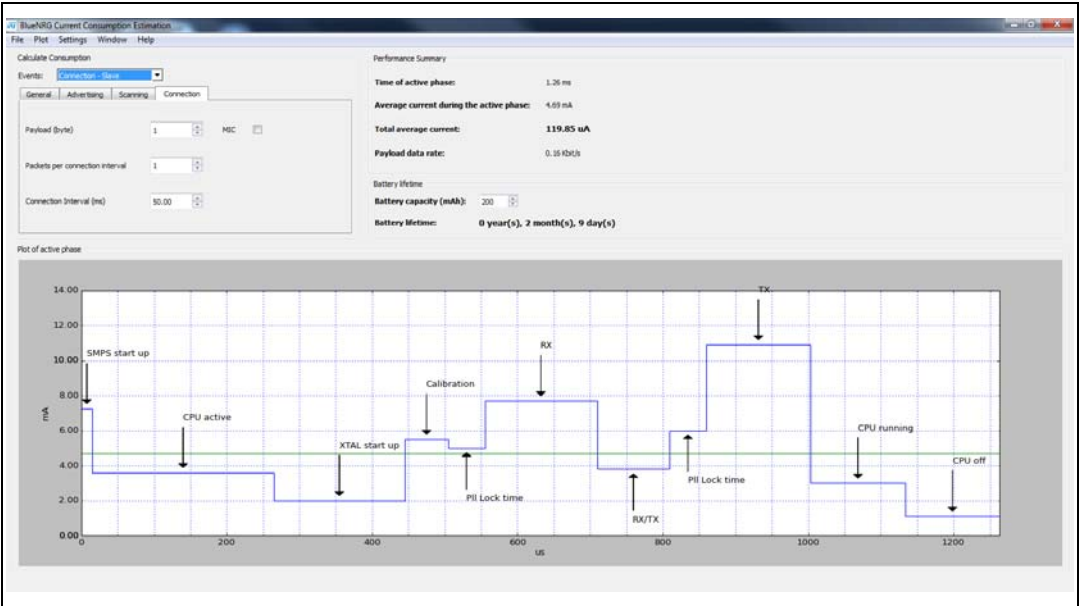 BlueNRG Current Consumption Estimation
File Plot Settings Window Help
Calculate Consumption
Events: Connection - Slave
General Advertising Scanning Connection
Payload (byte) 1 MIC
Packets per connection interval 1
Connection Interval (ms) 50.00
Performance Summary
Time of active phase: 1.26 ms
Average current during the active phase: 4.69 mA
Total average current: 119.85 uA
Payload data rate: 0.16 Kbit/s
Battery lifetime
Battery capacity (mAh): 200
Battery lifetime: 0 year(s), 2 month(s), 9 day(s)
Plot of active phase
14.00
12.00
10.00
8.00
6.00
4.00
2.00
0.00
mA
SMPS start up
CPU active
XTAL start up
Calibration
Pll Lock time
RX
RX/TX
Pll Lock time
TX
CPU running
CPU off
0 200 400 600 800 1000 1200
us